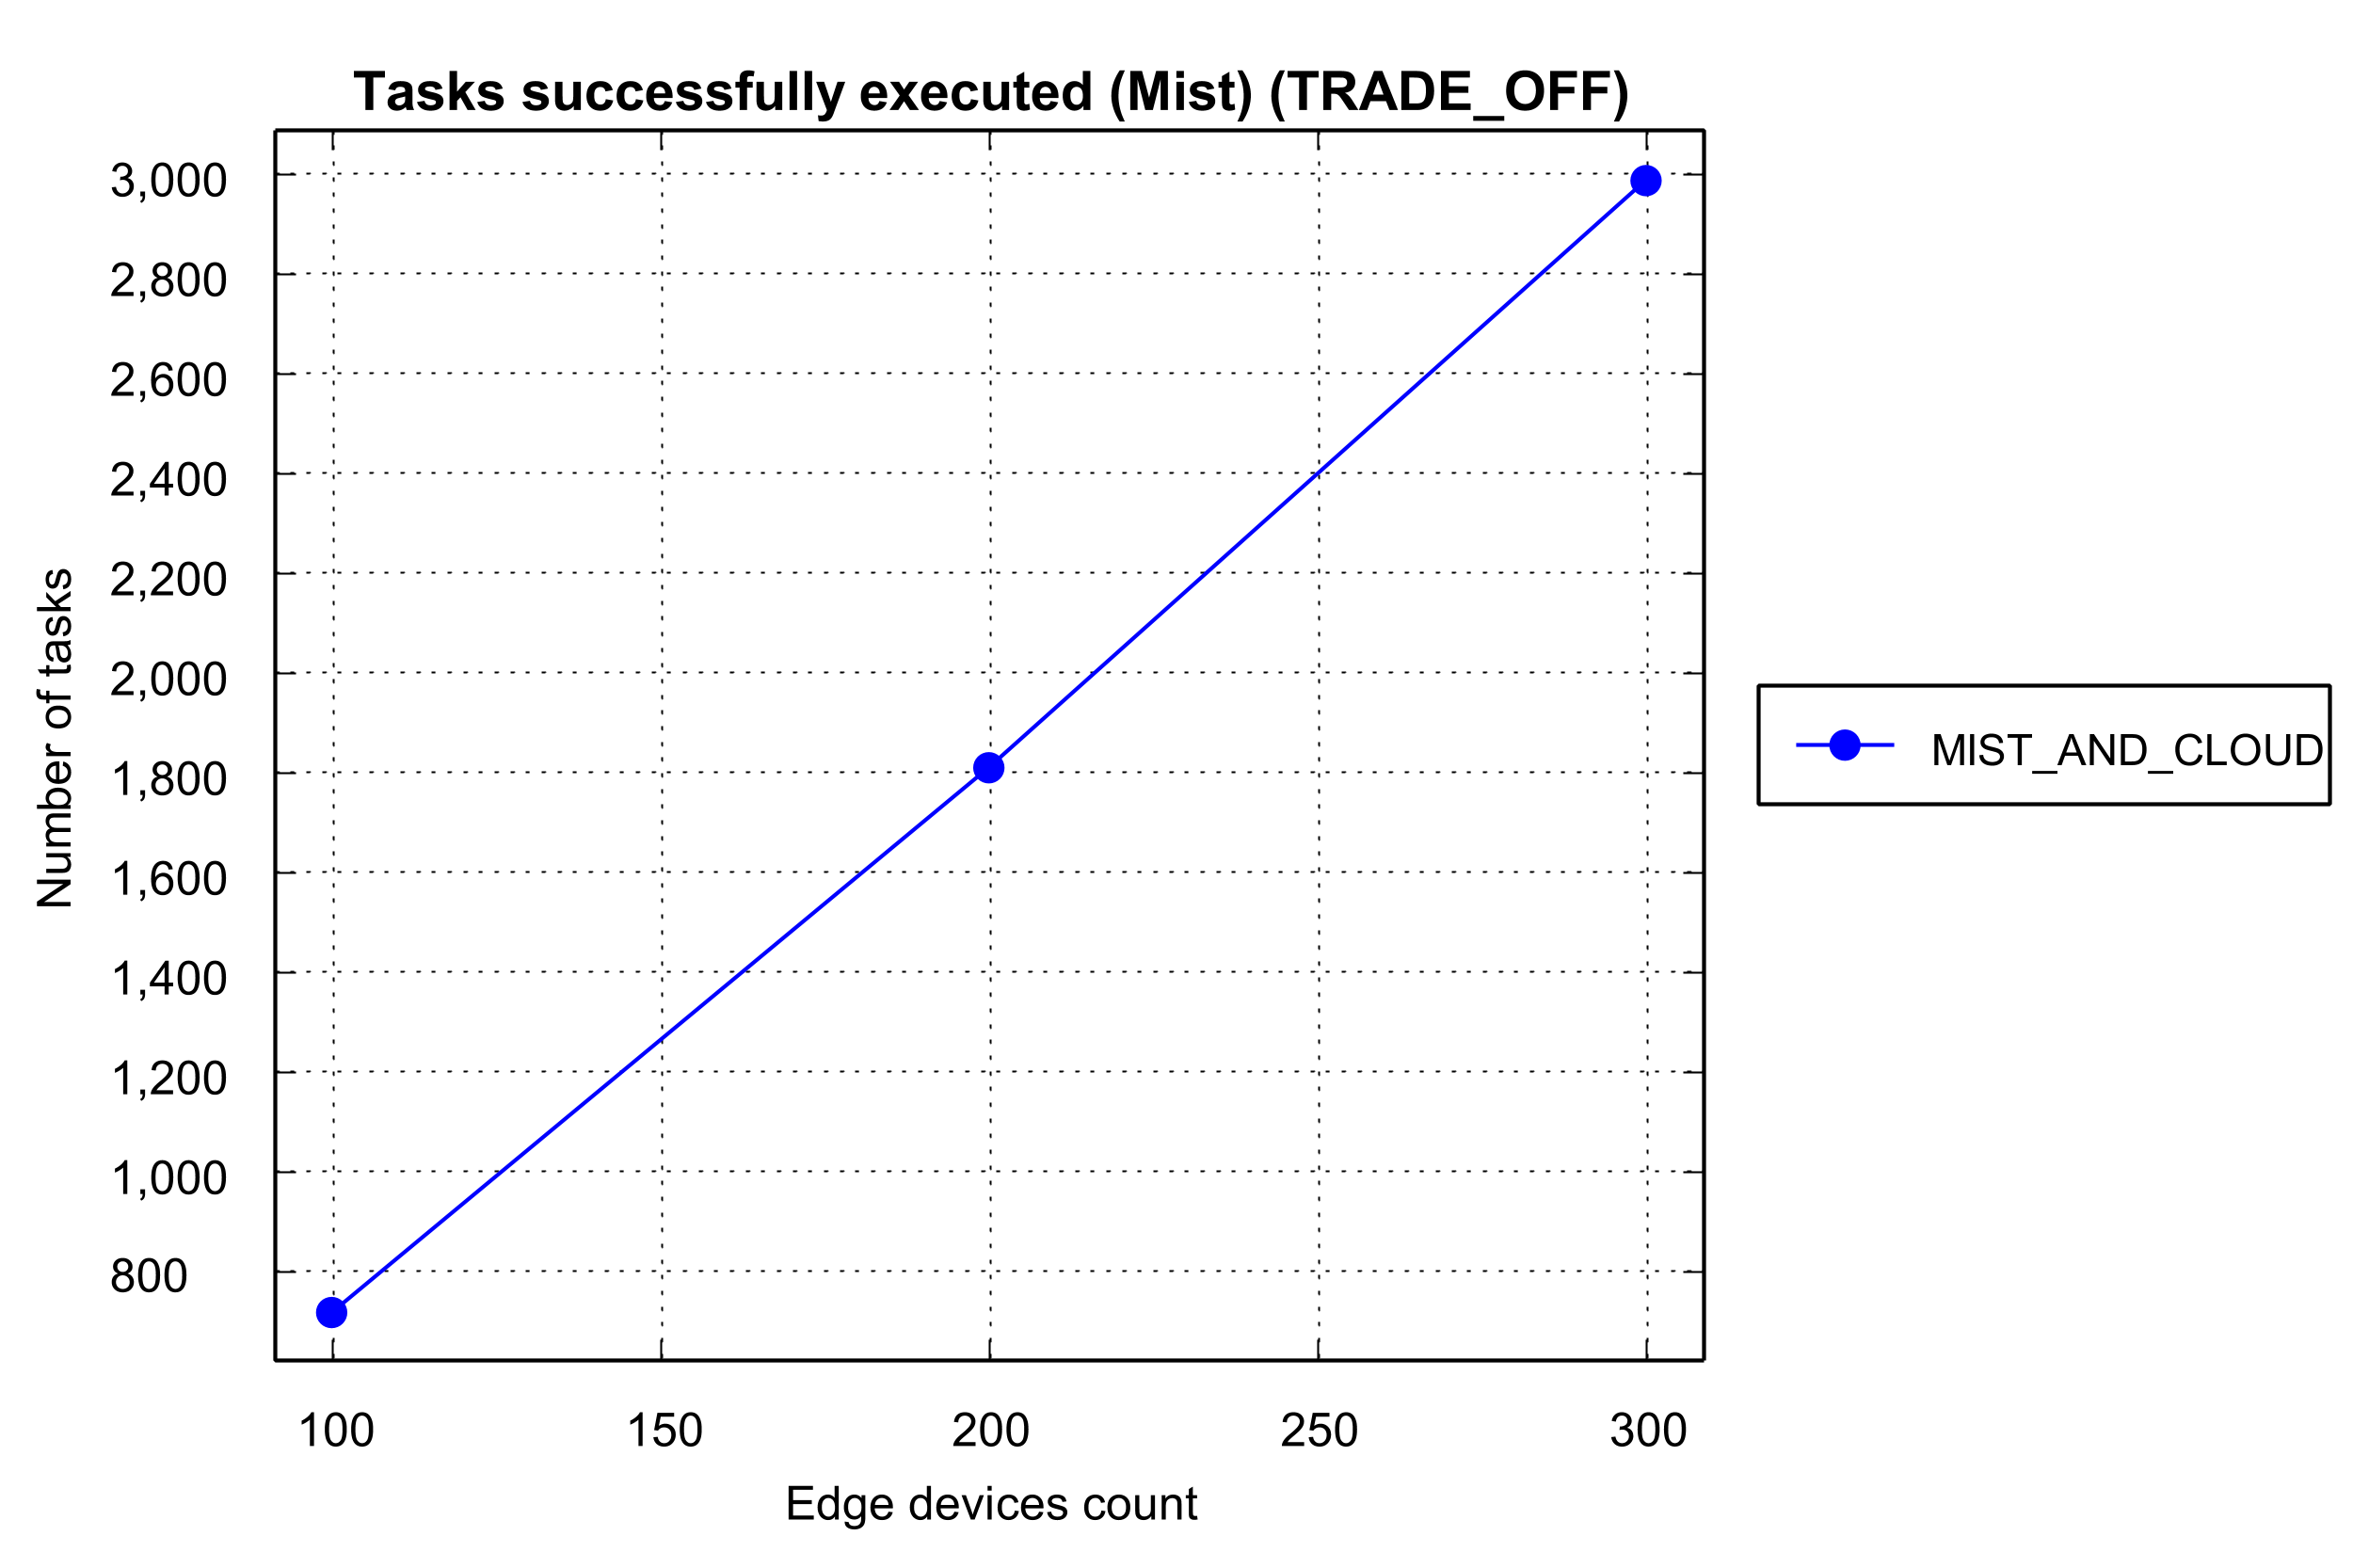 Tasks successfully executed (Mist) (TRADE_OFF)
3,000
2,800
2,600
2,400
2,200
2,000
1,800
1,600
1,400
1,200
1,000
800
Number of tasks
100 150 200 250 300
Edge devices count
MIST_AND_CLOUD